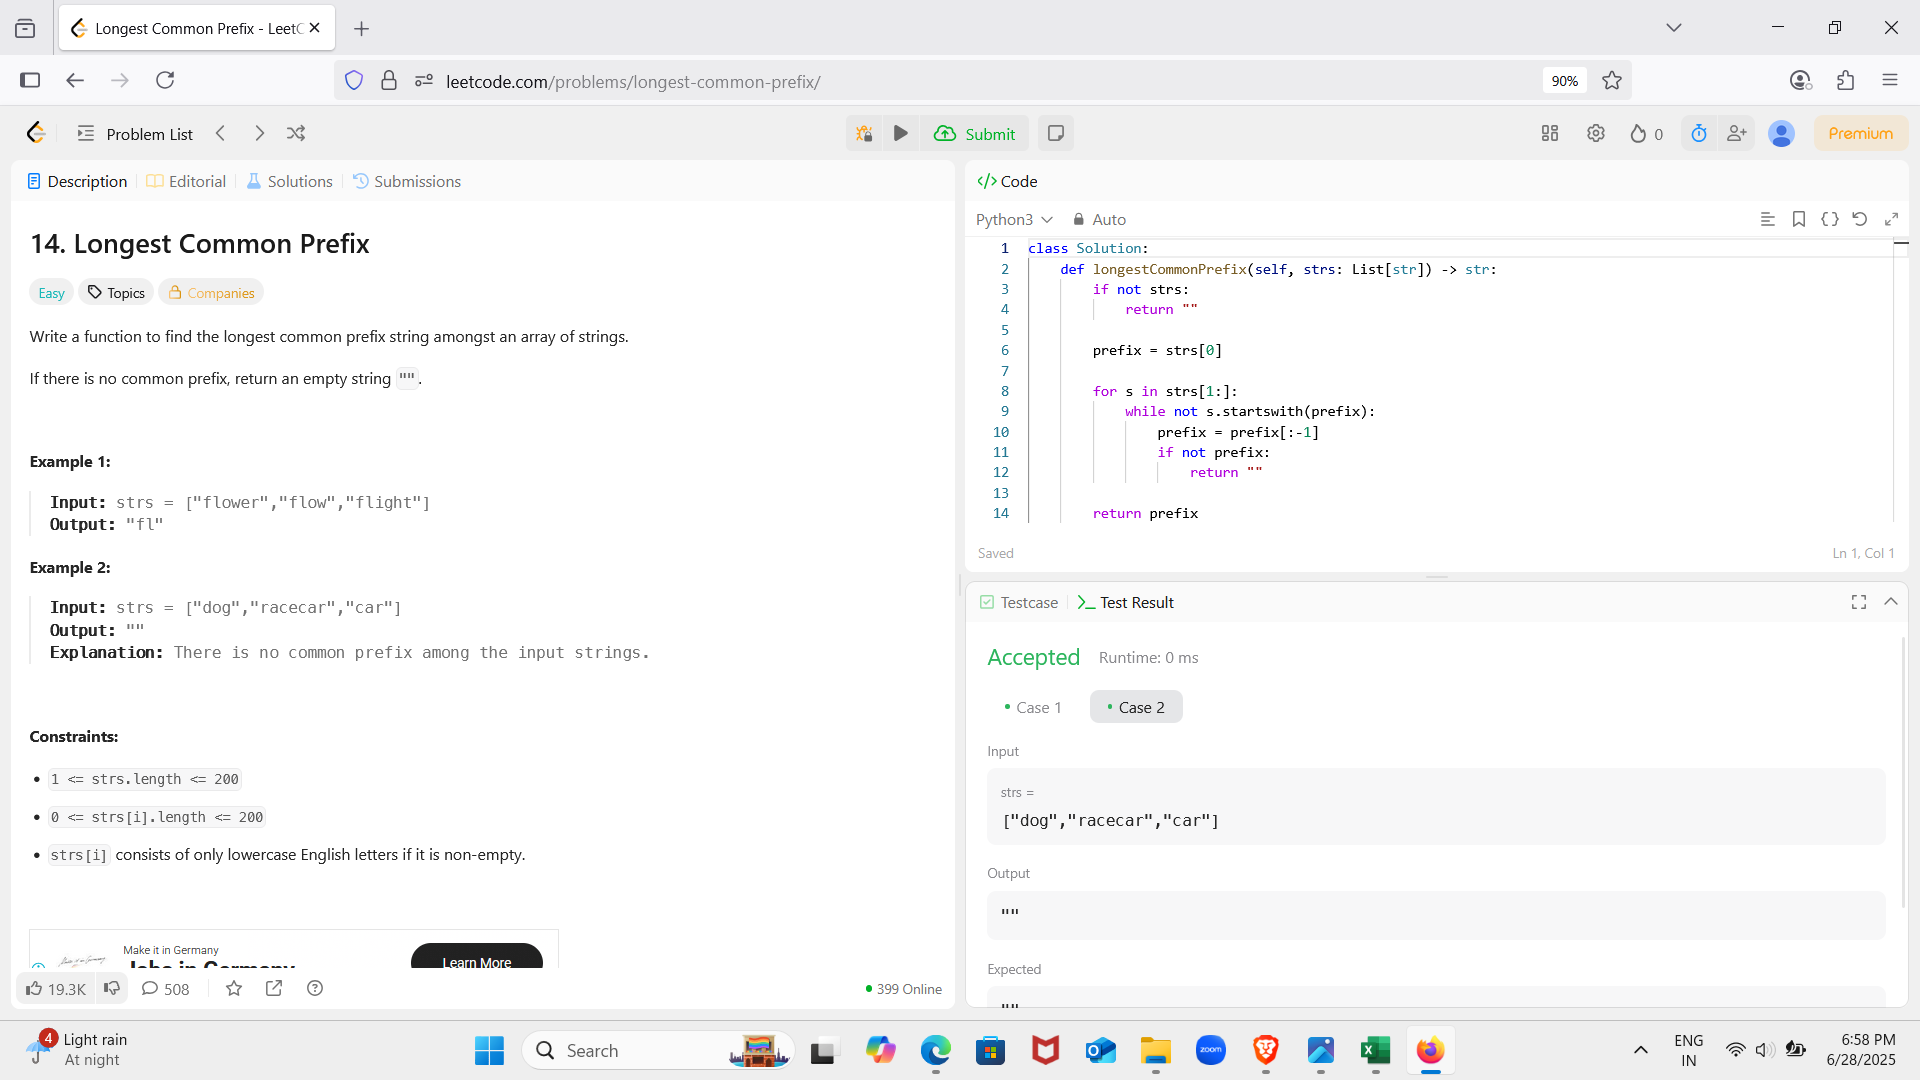 Longest Common Prefix - LeetC
leetcode.com/problems/longest-common-prefix/
90%
Problem List
Submit
0
Premium
Description
Editorial
Solutions
Submissions
14. Longest Common Prefix
Easy
Topics
Companies
Write a function to find the longest common prefix string amongst an array of strings.
If there is no common prefix, return an empty string "".
Example 1:
Input: strs = ["flower","flow","flight"]
Output: "fl"
Example 2:
Input: strs = ["dog","racecar","car"]
Output: ""
Explanation: There is no common prefix among the input strings.
Constraints:
• 1 <= strs.length <= 200
• 0 <= strs[i].length <= 200
• strs[i] consists of only lowercase English letters if it is non-empty.
Make it in Germany
Jobs in Germany
Learn More
19.3K
508
399 Online
</> Code
Python3
Auto
1 class Solution:
2     def longestCommonPrefix(self, strs: List[str]) -> str:
3         if not strs:
4             return ""
5
6         prefix = strs[0]
7
8         for s in strs[1:]:
9             while not s.startswith(prefix):
10                 prefix = prefix[:-1]
11                 if not prefix:
12                     return ""
13
14         return prefix
Saved
Ln 1, Col 1
Testcase
Test Result
Accepted
Runtime: 0 ms
• Case 1
• Case 2
Input
strs =
["dog","racecar","car"]
Output
""
Expected
""
4
Light rain
At night
Search
zoom
ENG
IN
6:58 PM
6/28/2025